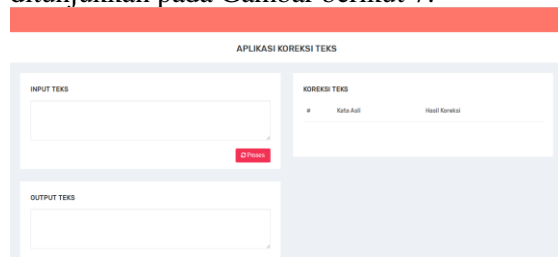 ditunjukkan pada Gambar berikut 7.
APLIKASI KOREKSI TEKS
INPUT TEKS
Proses
OUTPUT TEKS
KOREKSI TEKS
# Kata Asli Hasil Koreksi